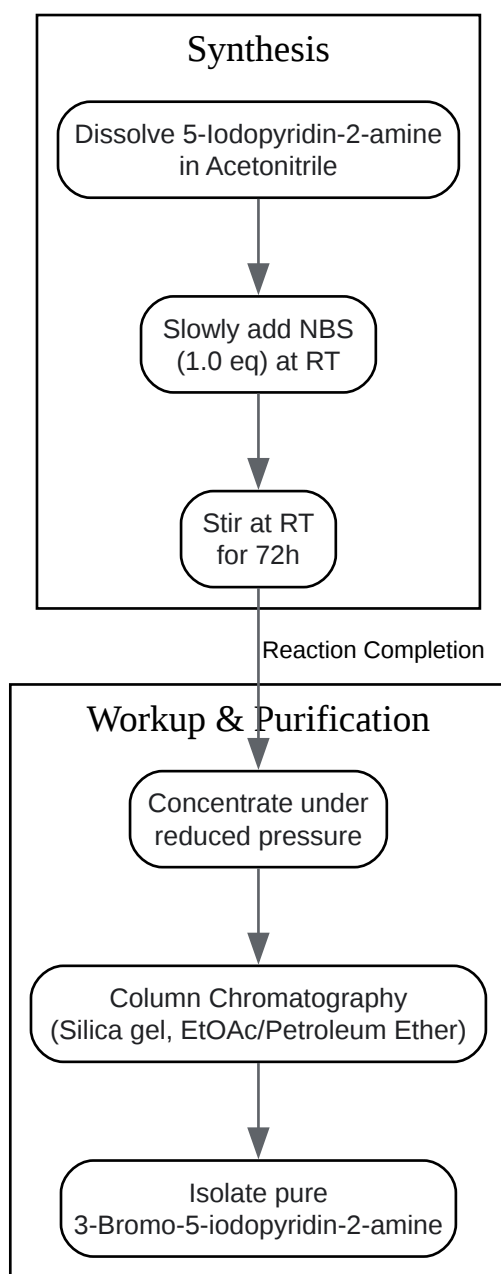 Synthesis
Dissolve 5-Iodopyridin-2-amine
in Acetonitrile
Slowly add NBS
(1.0 eq) at RT
Stir at RT
for 72h
Reaction Completion
Workup & Purification
Concentrate under
reduced pressure
Column Chromatography
(Silica gel, EtOAc/Petroleum Ether)
Isolate pure
3-Bromo-5-iodopyridin-2-amine